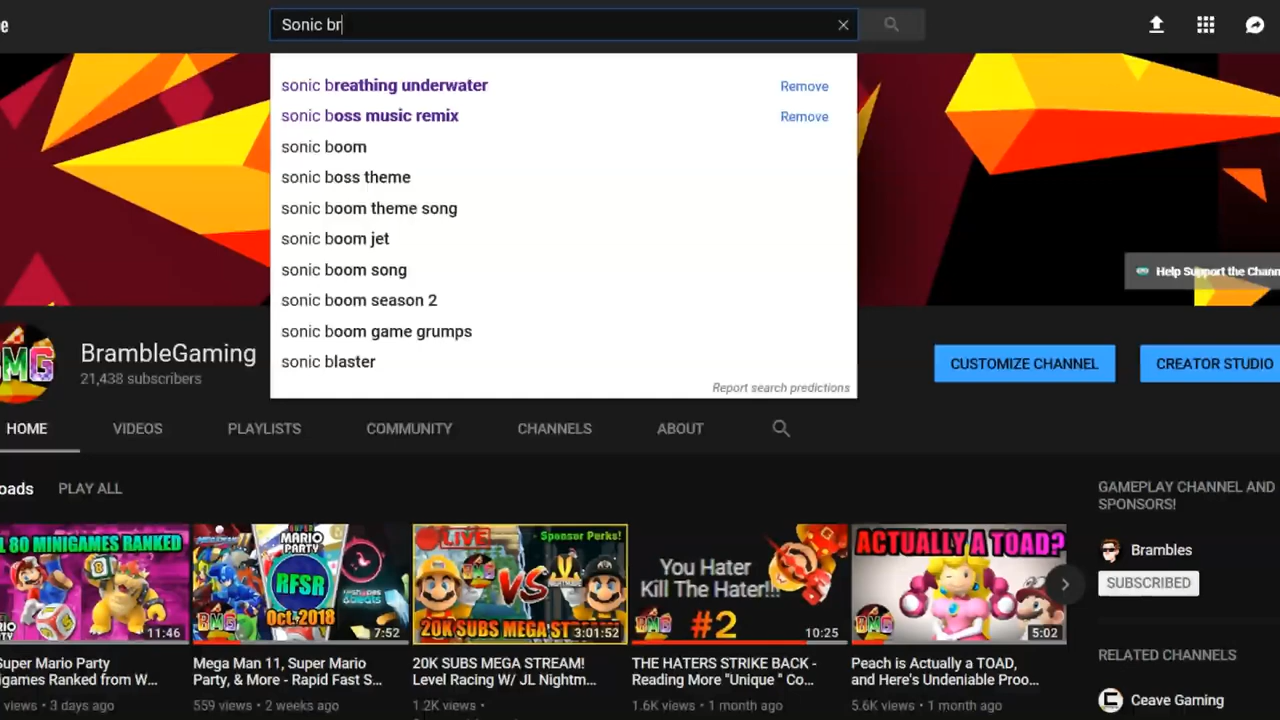 Sonic br
sonic breathing underwater Remove
sonic boss music remix Remove
sonic boom
sonic boss theme
sonic boom theme song
sonic boom jet
sonic boom song
sonic boom season 2
sonic boom game grumps
sonic blaster
Report search predictions
Help Support the Chann
BMG
BrambleGaming
21,438 subscribers
CUSTOMIZE CHANNEL
CREATOR STUDIO
HOME VIDEOS PLAYLISTS COMMUNITY CHANNELS ABOUT
oads PLAY ALL
GAMEPLAY CHANNEL AND
SPONSORS!
Brambles
SUBSCRIBED
RELATED CHANNELS
Ceave Gaming
L 80 MINIGAMES RANKED
11:46
MARIO
PARTY
RFSR
Oct. 2018
BMG
7:52
LIVE
Sponsor Perks!
BMG
VS
20K SUBS MEGA STREAM!
3:01:52
You Hater
Kill The Hater!!!
BMG
#2
10:25
ACTUALLY A TOAD?
BMG
5:02
Super Mario Party
igames Ranked from W...
views • 3 days ago
Mega Man 11, Super Mario
Party, & More - Rapid Fast S...
559 views • 2 weeks ago
20K SUBS MEGA STREAM!
Level Racing W/ JL Nightm...
1.2K views •
THE HATERS STRIKE BACK -
Reading More "Unique " Co...
1.6K views • 1 month ago
Peach is Actually a TOAD,
and Here's Undeniable Proo...
5.6K views • 1 month ago